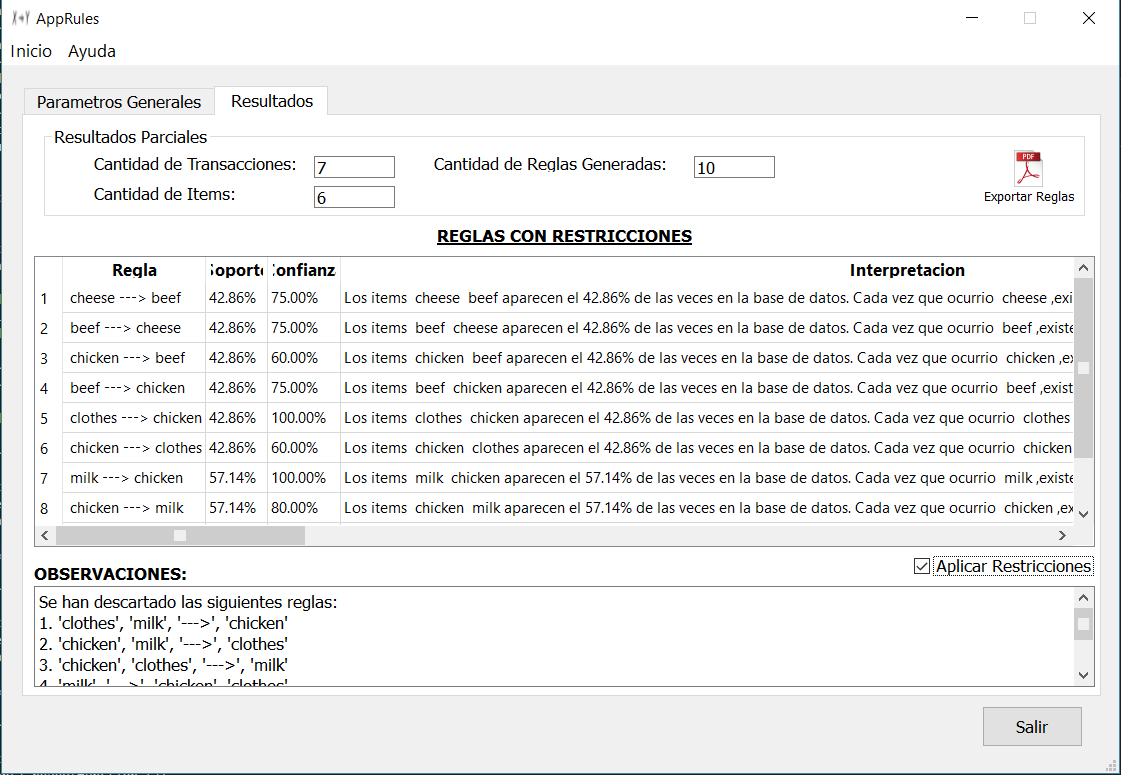 AppRules
Inicio Ayuda
Parametros Generales Resultados
Resultados Parciales
Cantidad de Transacciones: 7 Cantidad de Reglas Generadas: 10
Cantidad de Items: 6
PDF
Exportar Reglas
REGLAS CON RESTRICCIONES
Regla Soporte Confianz Interpretacion
1 cheese ---> beef 42.86% 75.00% Los items cheese beef aparecen el 42.86% de las veces en la base de datos. Cada vez que ocurrio cheese ,exi
2 beef ---> cheese 42.86% 75.00% Los items beef cheese aparecen el 42.86% de las veces en la base de datos. Cada vez que ocurrio beef ,existe
3 chicken ---> beef 42.86% 60.00% Los items chicken beef aparecen el 42.86% de las veces en la base de datos. Cada vez que ocurrio chicken ,ex
4 beef ---> chicken 42.86% 75.00% Los items beef chicken aparecen el 42.86% de las veces en la base de datos. Cada vez que ocurrio beef ,exist
5 clothes ---> chicken 42.86% 100.00% Los items clothes chicken aparecen el 42.86% de las veces en la base de datos. Cada vez que ocurrio clothes
6 chicken ---> clothes 42.86% 60.00% Los items chicken clothes aparecen el 42.86% de las veces en la base de datos. Cada vez que ocurrio chicken
7 milk ---> chicken 57.14% 100.00% Los items milk chicken aparecen el 57.14% de las veces en la base de datos. Cada vez que ocurrio milk ,existe
8 chicken ---> milk 57.14% 80.00% Los items chicken milk aparecen el 57.14% de las veces en la base de datos. Cada vez que ocurrio chicken ,ex
Aplicar Restricciones
OBSERVACIONES:
Se han descartado las siguientes reglas:
1. 'clothes', 'milk', '--->', 'chicken'
2. 'chicken', 'milk', '--->', 'clothes'
3. 'chicken', 'clothes', '--->', 'milk'
4. 'milk', '--->', 'chicken', 'clothes'
Salir